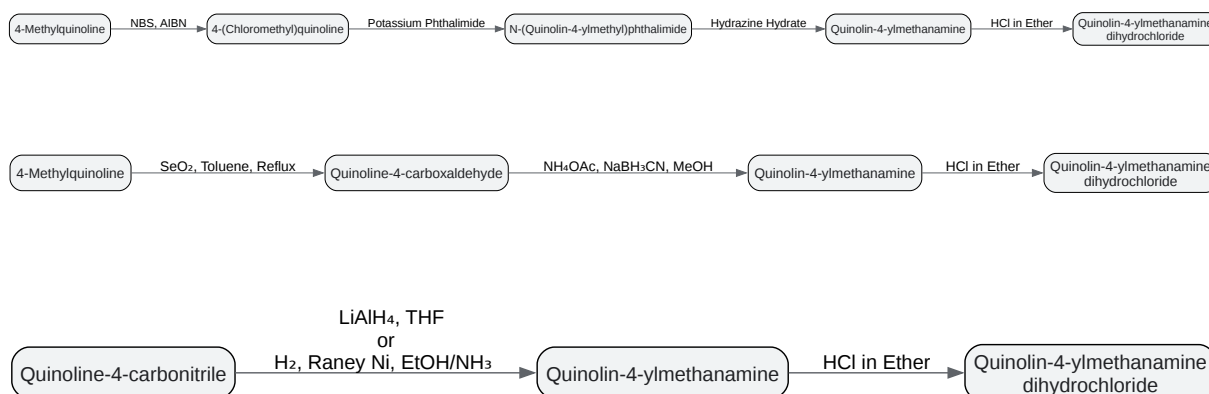 4-Methylquinoline
NBS, AIBN
4-(Chloromethyl)quinoline
Potassium Phthalimide
N-(Quinolin-4-ylmethyl)phthalimide
Hydrazine Hydrate
Quinolin-4-ylmethanamine
HCl in Ether
Quinolin-4-ylmethanamine
dihydrochloride
4-Methylquinoline
SeO₂, Toluene, Reflux
Quinoline-4-carboxaldehyde
NH₄OAc, NaBH₃CN, MeOH
Quinolin-4-ylmethanamine
HCl in Ether
Quinolin-4-ylmethanamine
dihydrochloride
Quinoline-4-carbonitrile
LiAlH₄, THF
or
H₂, Raney Ni, EtOH/NH₃
Quinolin-4-ylmethanamine
HCl in Ether
Quinolin-4-ylmethanamine
dihydrochloride